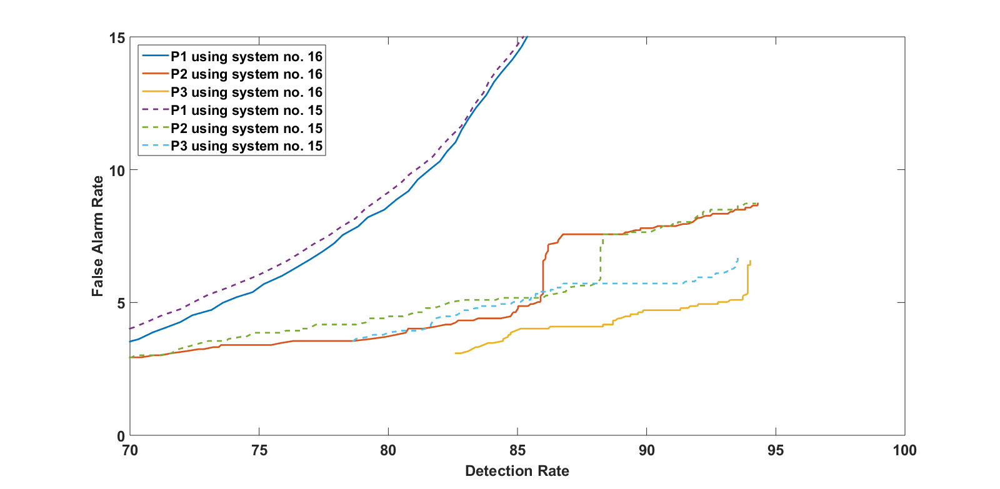 15
P1 using system no. 16
P2 using system no. 16
P3 using system no. 16
P1 using system no. 15
P2 using system no. 15
P3 using system no. 15
10
False Alarm Rate
5
0
70 75 80 85 90 95 100
Detection Rate